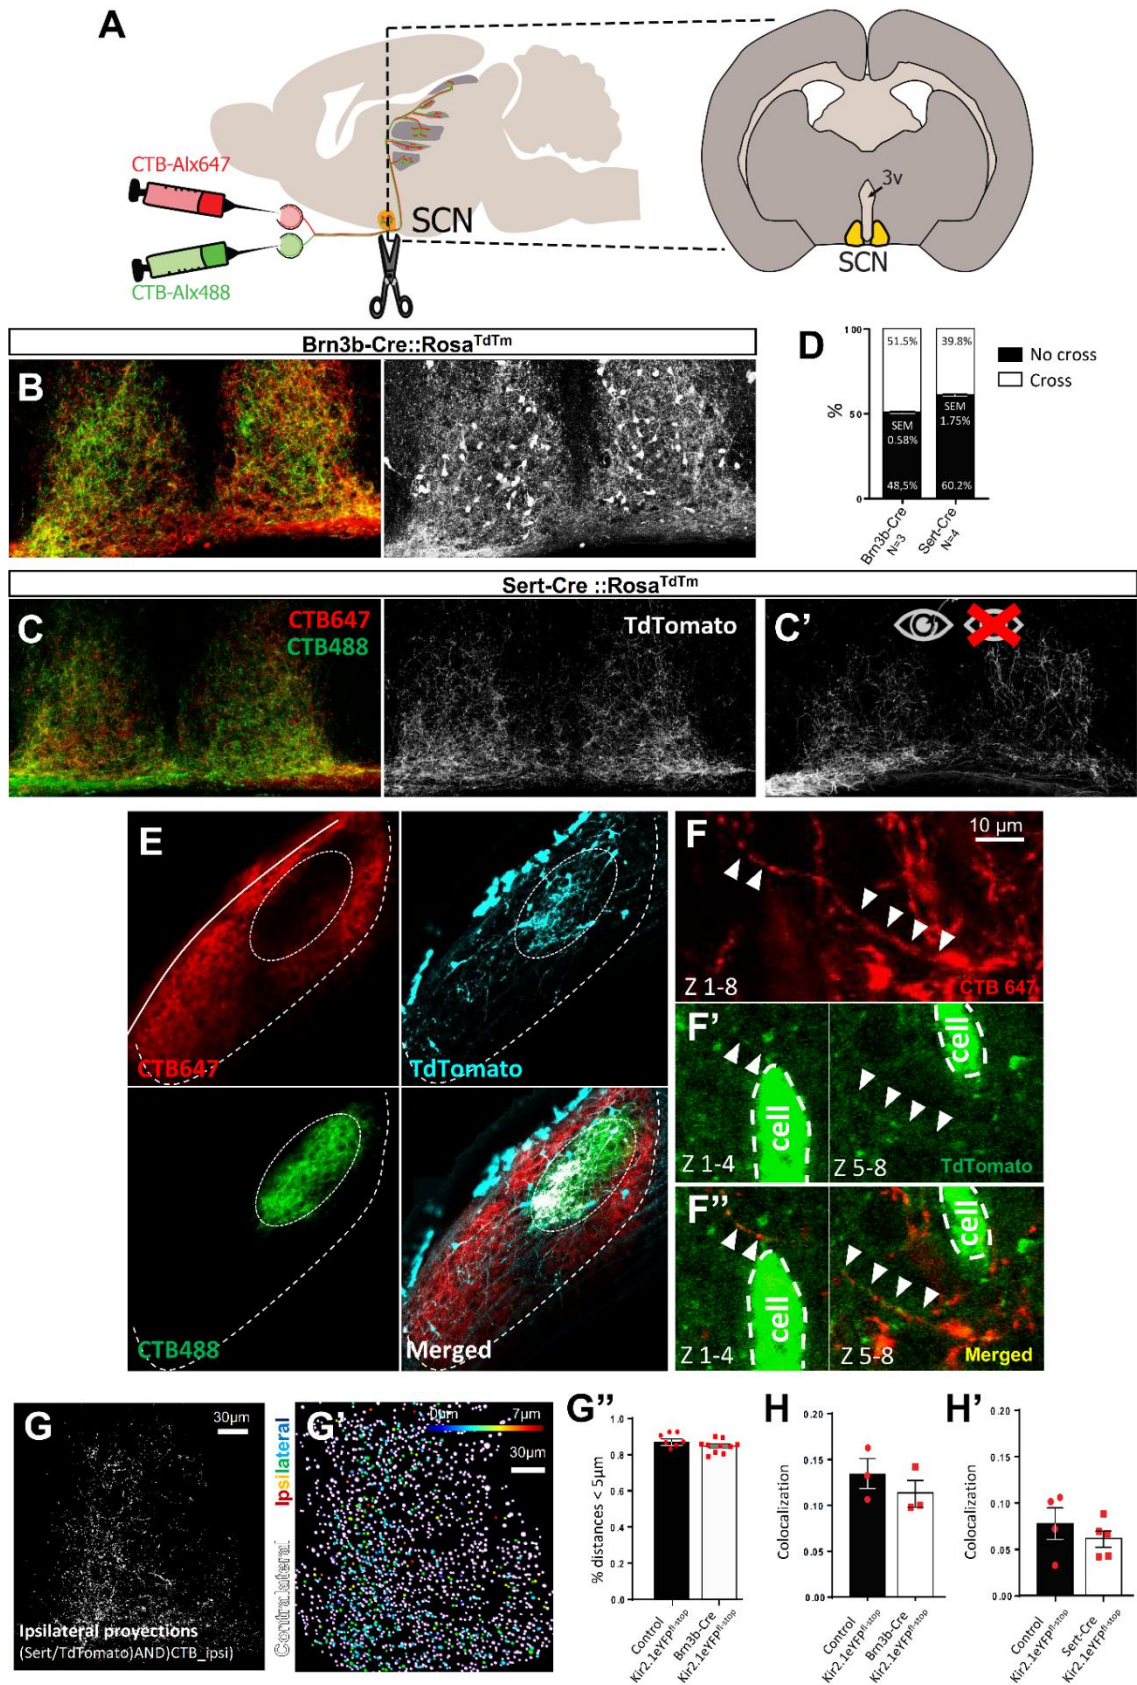 A
CTB-Alx647
CTB-Alx488
SCN
3v
SCN
Brn3b-Cre::Rosa^TdTm
B
D
100
50
0
%
51.5%
39.8%
SEM
0.58%
SEM
1.75%
48,5%
60.2%
Brn3b-Cre
N=3
Sert-Cre
N=4
No cross
Cross
Sert-Cre ::Rosa^TdTm
C
CTB647
CTB488
TdTomato
C'
E
CTB647
TdTomato
CTB488
Merged
F
10 µm
Z 1-8
CTB 647
F'
cell
cell
Z 1-4
Z 5-8
TdTomato
F''
cell
cell
Z 1-4
Z 5-8
Merged
G
30µm
Ipsilateral proyections
(Sert/TdTomato)AND)CTB_ipsi)
Contralateral
Ipsilateral
G'
0µm
7µm
30µm
G''
% distances < 5µm
1.0
0.8
0.6
0.4
0.2
0.0
Control
Kir2.1eYFP^fl-stop
Brn3b-Cre
Kir2.1eYFP^fl-stop
H
Colocalization
0.20
0.15
0.10
0.05
0.00
Control
Kir2.1eYFP^fl-stop
Brn3b-Cre
Kir2.1eYFP^fl-stop
H'
Colocalization
0.20
0.15
0.10
0.05
0.00
Control
Kir2.1eYFP^fl-stop
Sert-Cre
Kir2.1eYFP^fl-stop